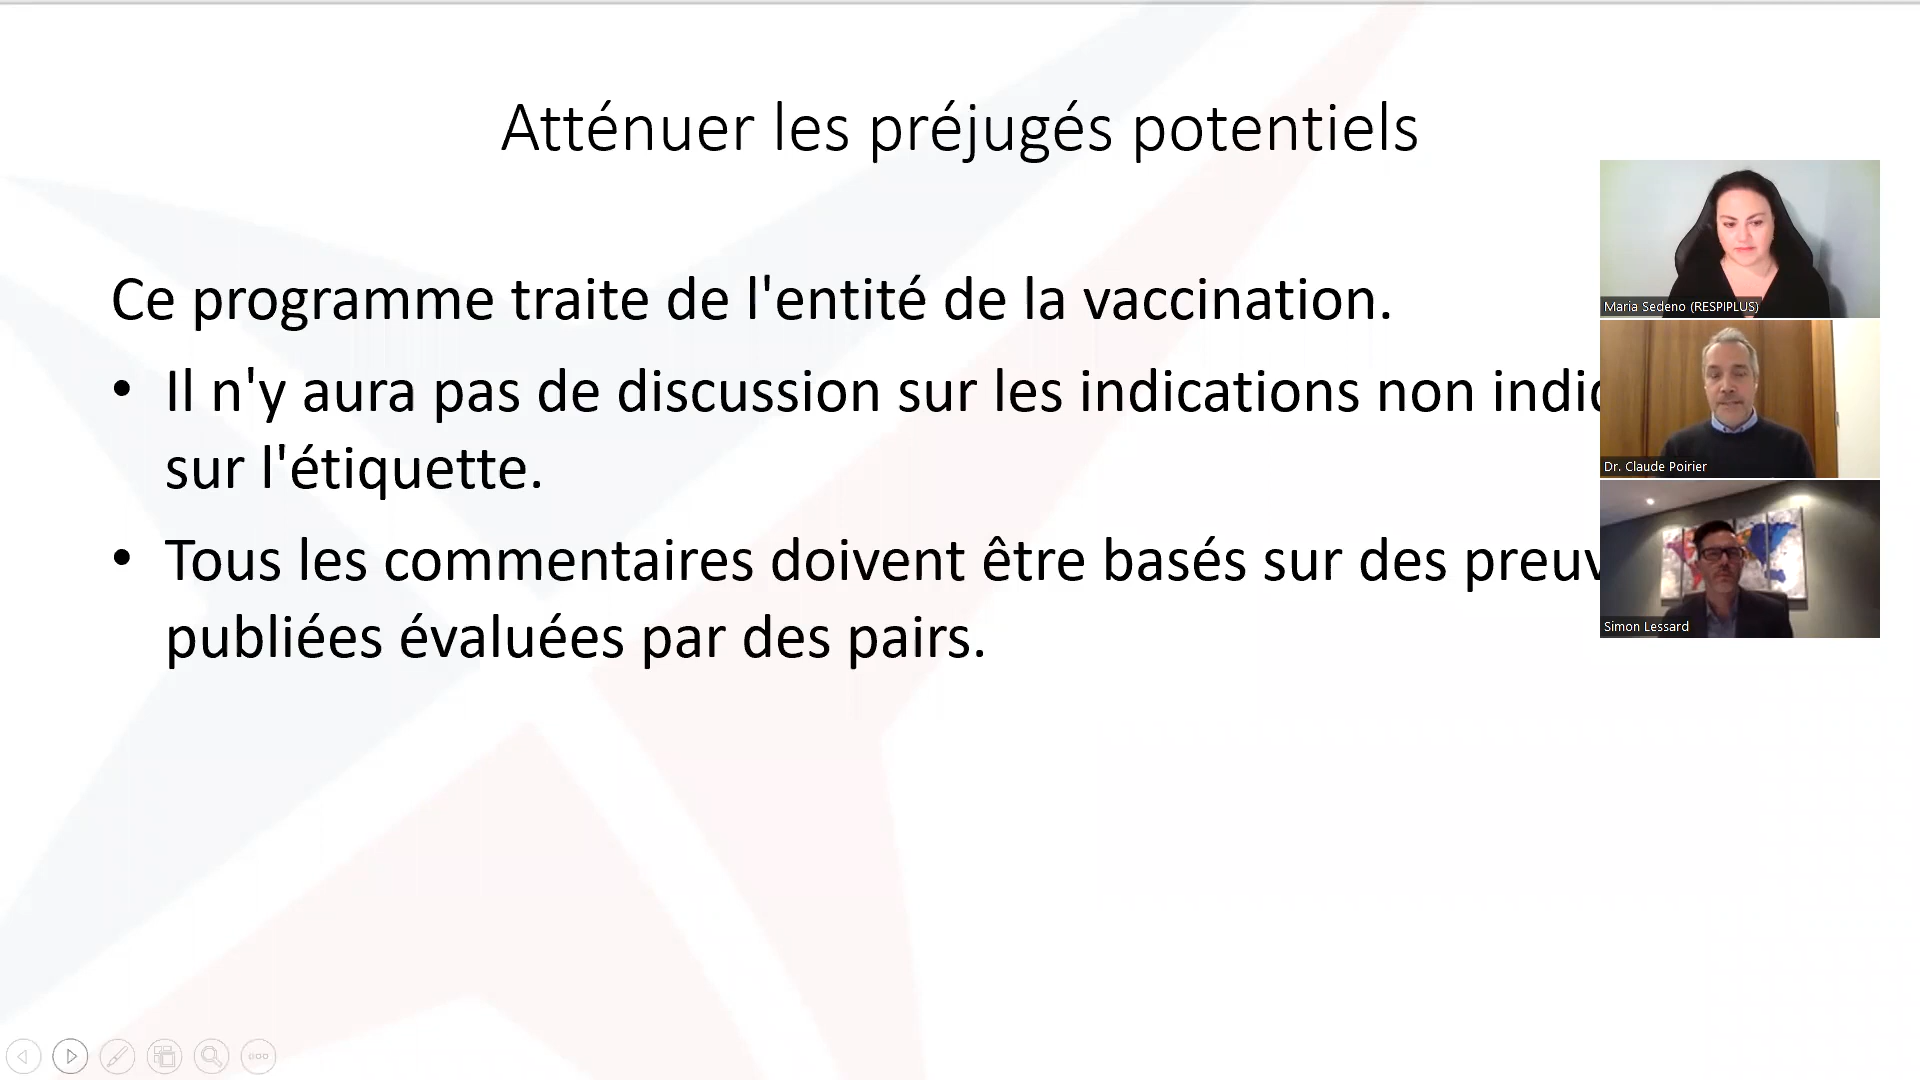 Atténuer les préjugés potentiels
Ce programme traite de l'entité de la vaccination.
• Il n'y aura pas de discussion sur les indications non
sur l'étiquette.
• Tous les commentaires doivent être basés sur des
publiées évaluées par des pairs.
Maria Sedeno (RESPIPLUS)
Dr. Claude Poirier
Simon Lessard